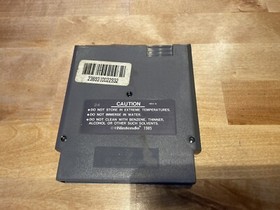 CAUTION
●DO NOT STORE IN EXTREME TEMPERATURES.
●DO NOT IMMERSE IN WATER.
●DO NOT CLEAN WITH BENZENE, THINNER,
ALCOHOL OR OTHER SUCH SOLVENTS.
Nintendo 1985